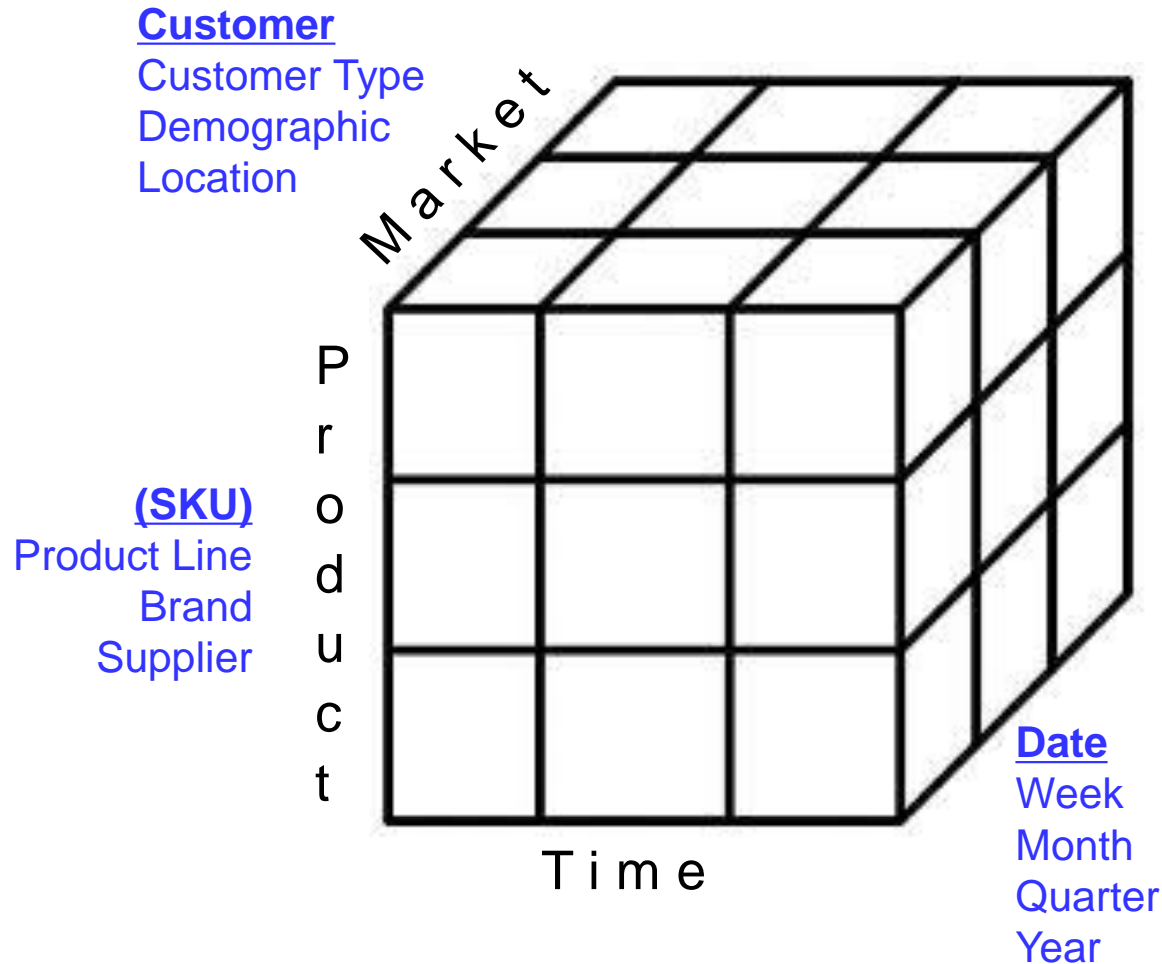 Customer
Customer Type
Demographic
Location
Market
Product
(SKU)
Product Line
Brand
Supplier
Time
Date
Week
Month
Quarter
Year